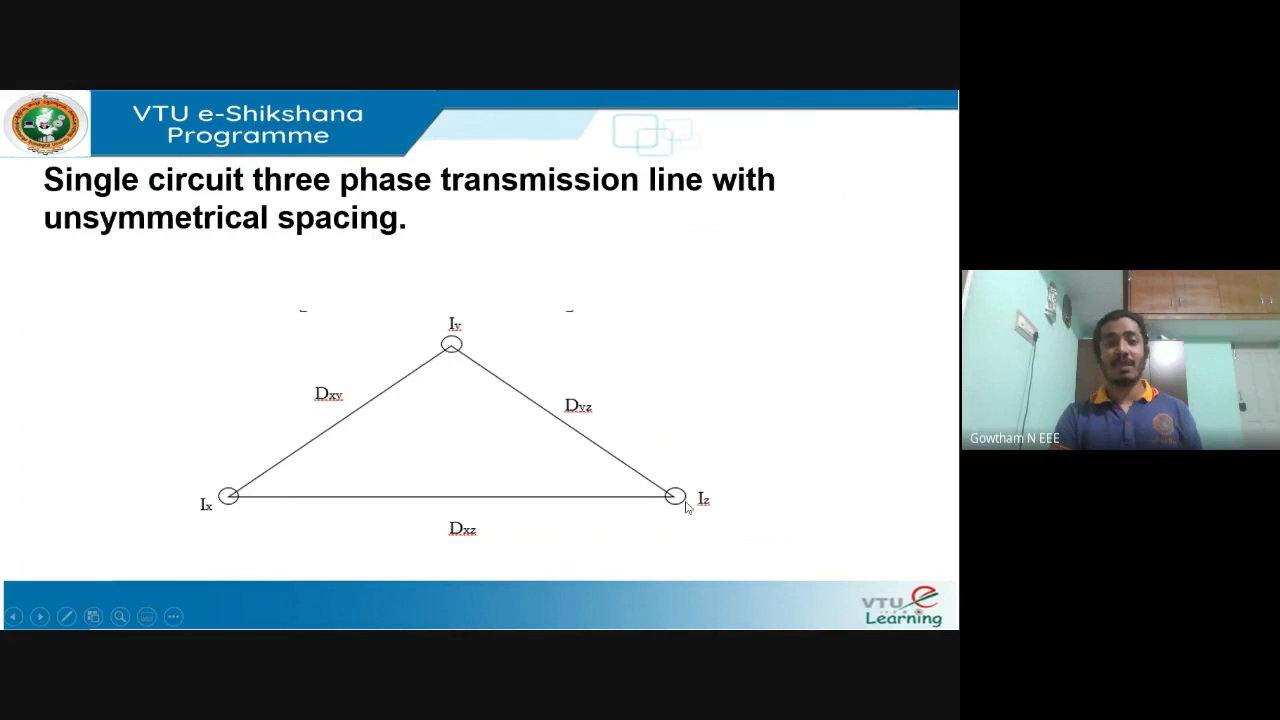 VTU e-Shikshana
Programme
Single circuit three phase transmission line with
unsymmetrical spacing.
Iy
Dxy
Dyz
Ix
Iz
Dxz
VTU e
Learning
Gowtham N EEE